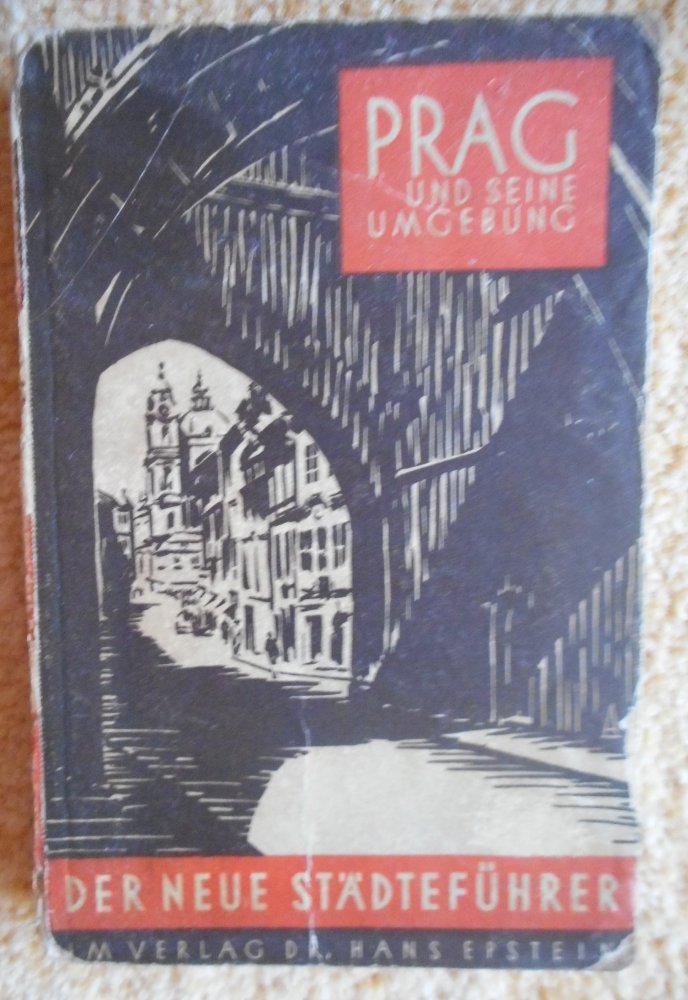 PRAG
UND SEINE
UMGEBUNG
DER NEUE STÄDTEFÜHRER
IM VERLAG DR. HANS EPSTEIN